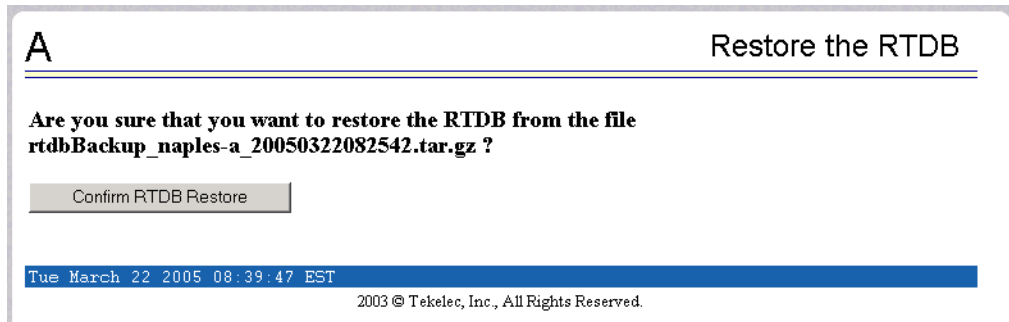 A
Restore the RTDB
Are you sure that you want to restore the RTDB from the file
rtdbBackup_naples-a_20050322082542.tar.gz ?
Confirm RTDB Restore
Tue March 22 2005 08:39:47 EST
2003 © Tekelec, Inc., All Rights Reserved.